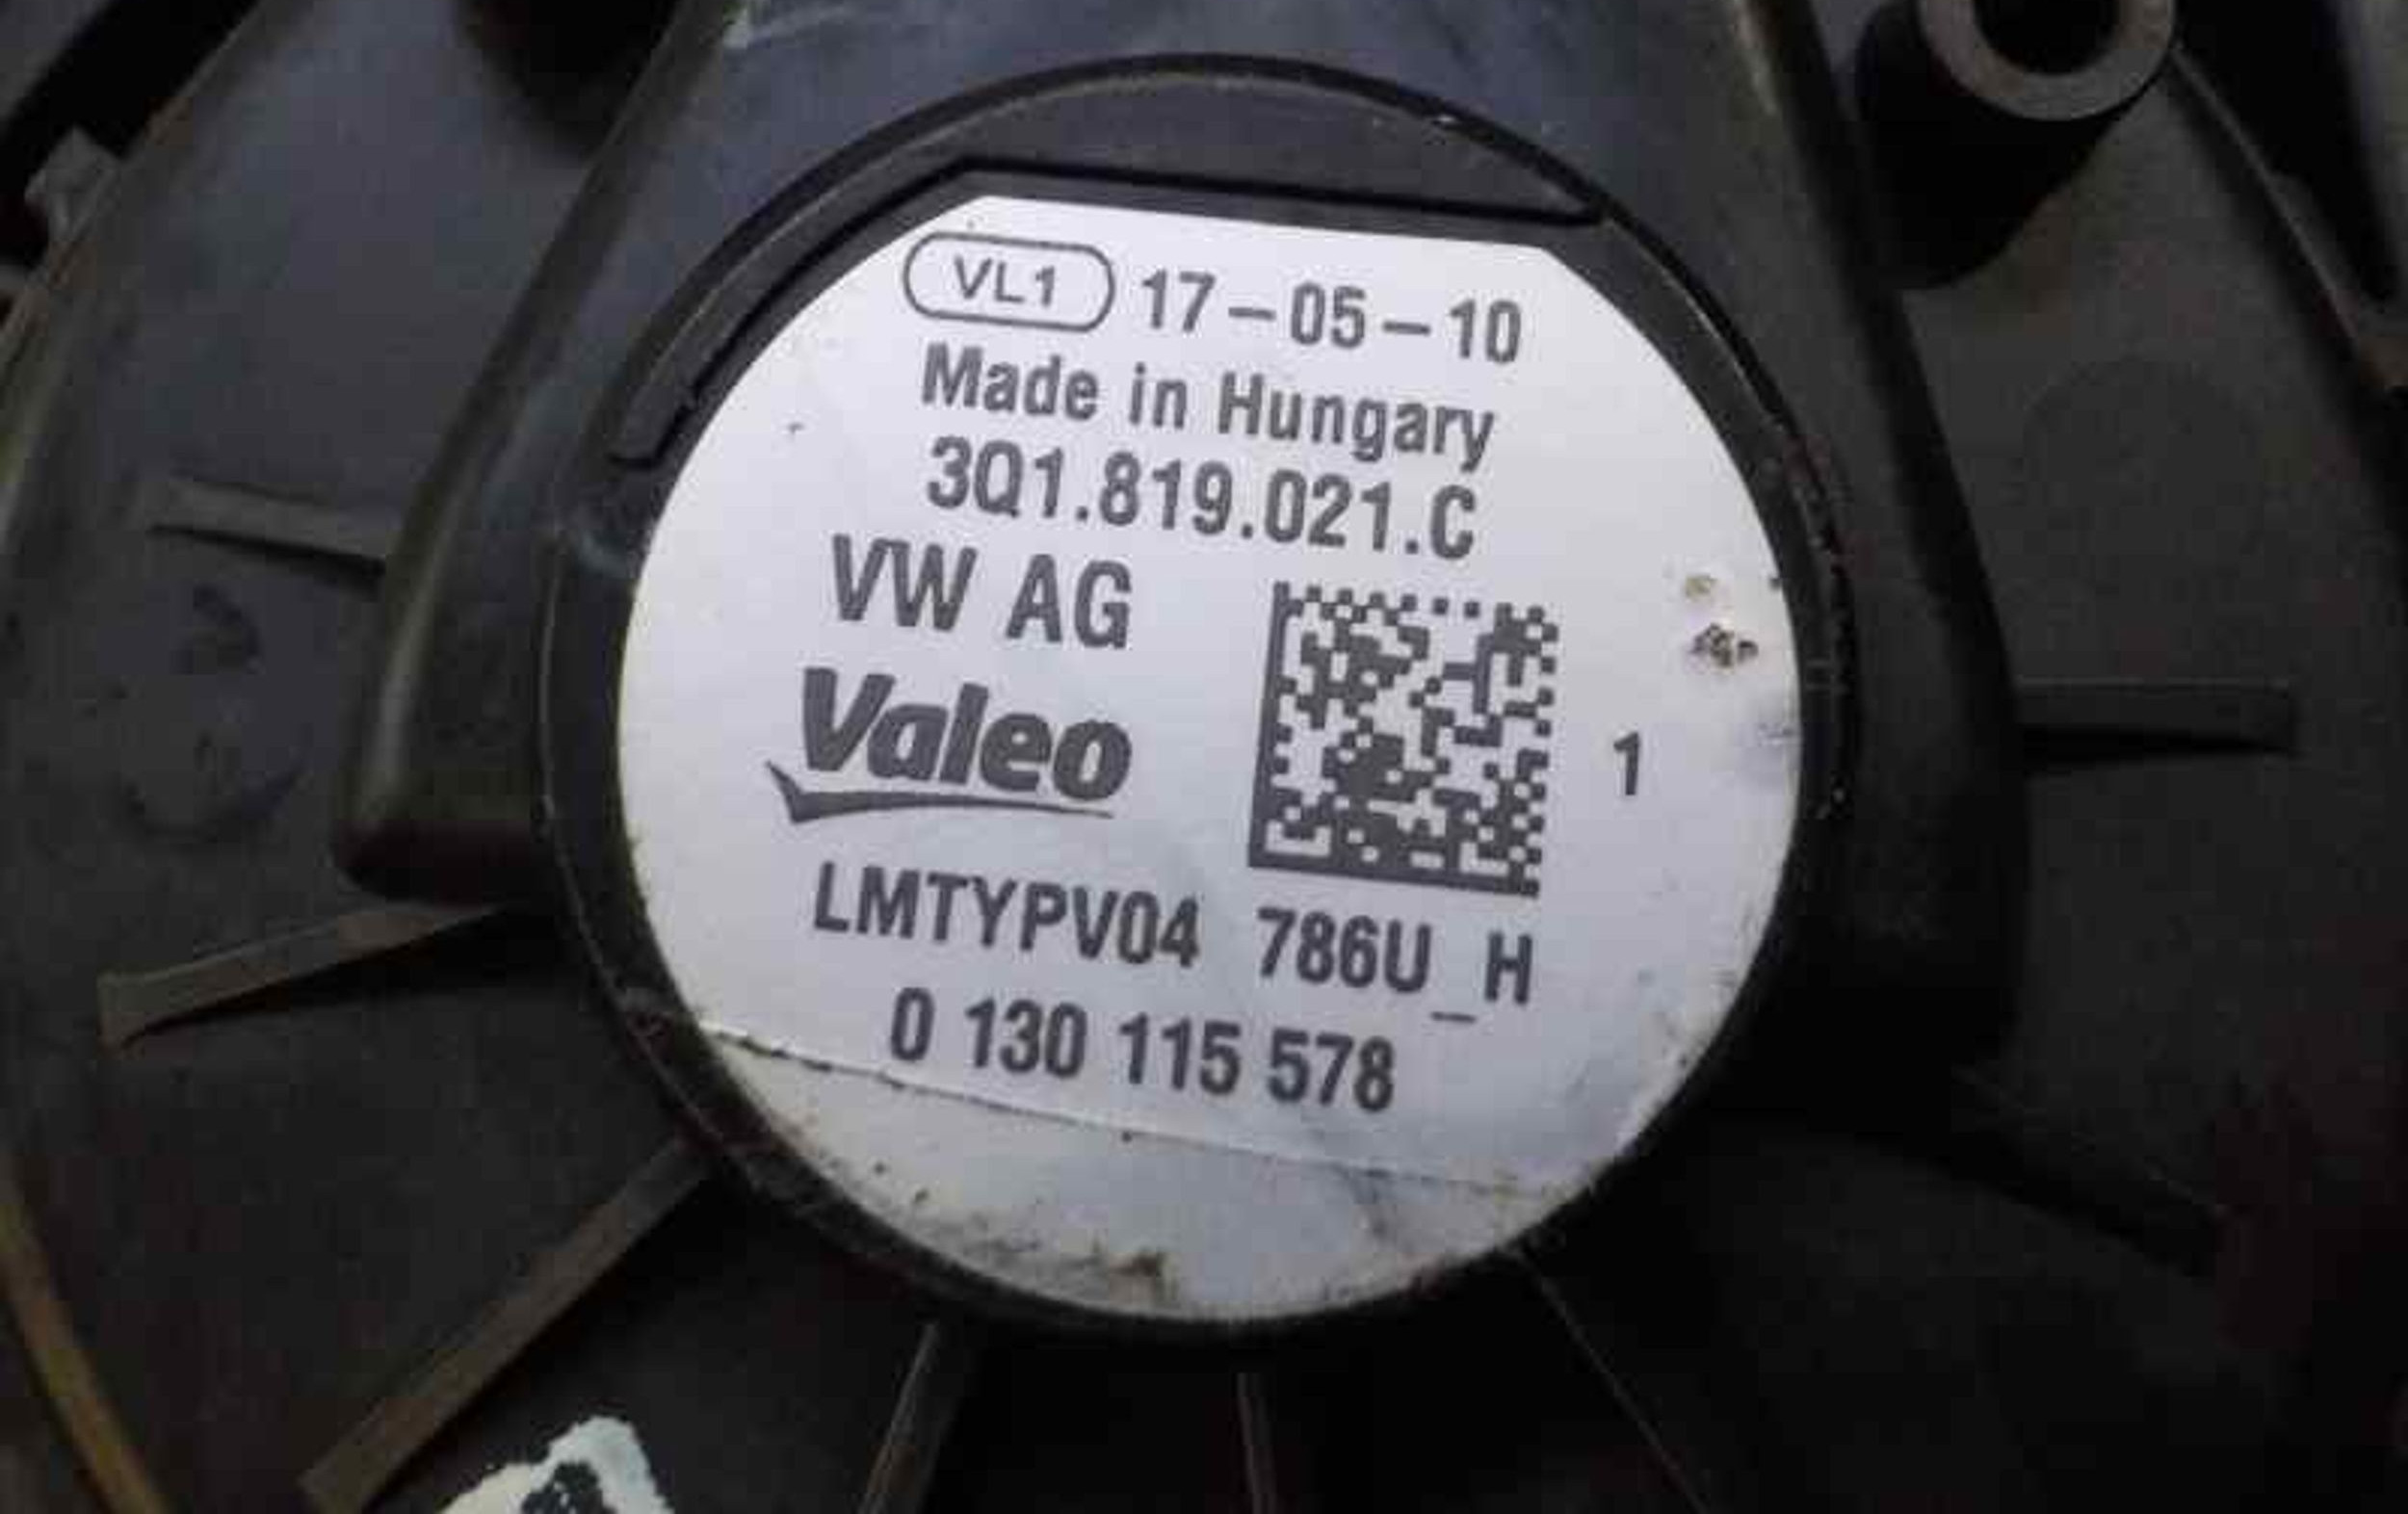 VL1 17-05-10
Made in Hungary
3Q1.819.021.C
VW AG
Valeo
1
LMTYPV04 786U_H
0 130 115 578